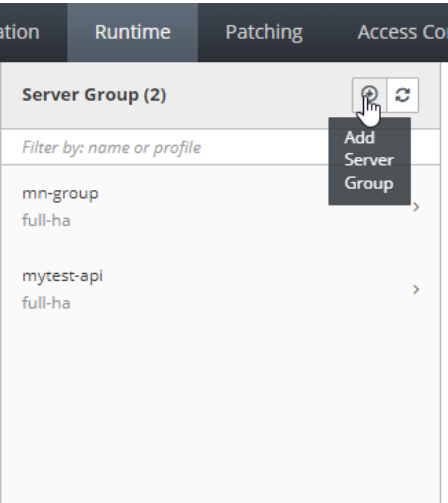 ation Runtime Patching Access Co
Server Group (2)
Filter by: name or profile
Add
Server
Group
mn-group
full-ha
mytest-api
full-ha